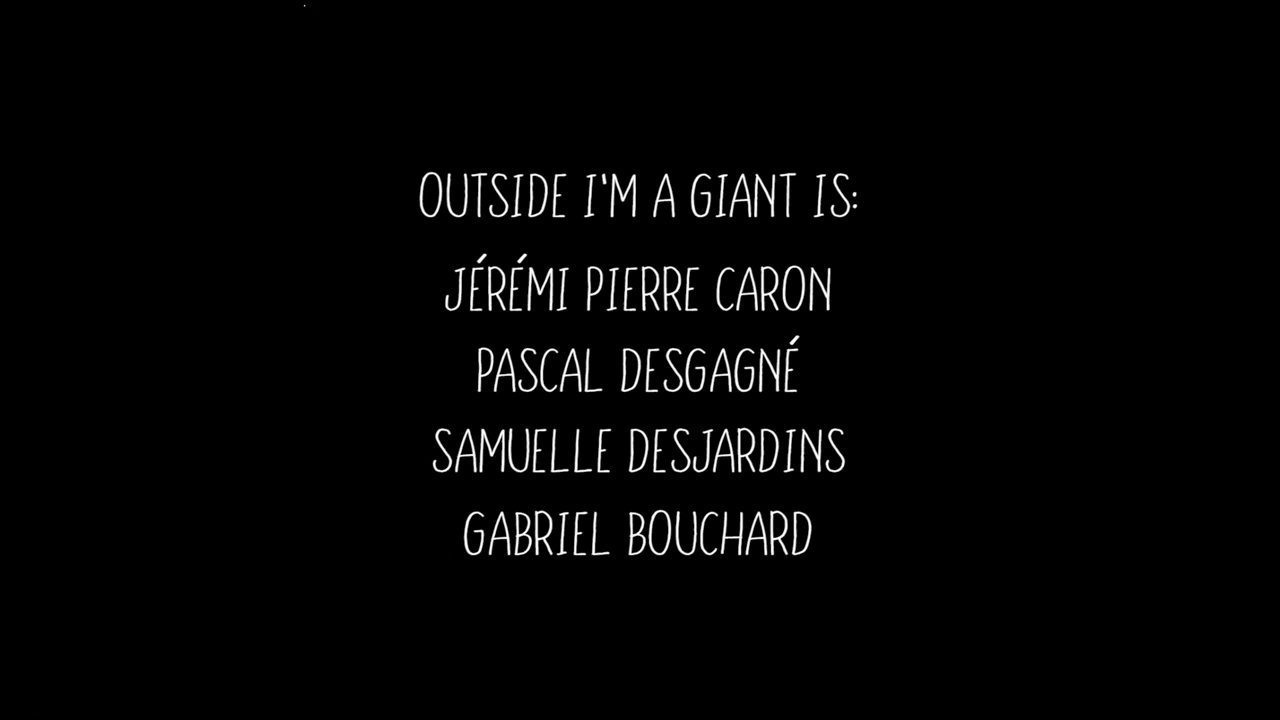 OUTSIDE I'M A GIANT IS:
JÉRÉMI PIERRE CARON
PASCAL DESGAGNÉ
SAMUELLE DESJARDINS
GABRIEL BOUCHARD